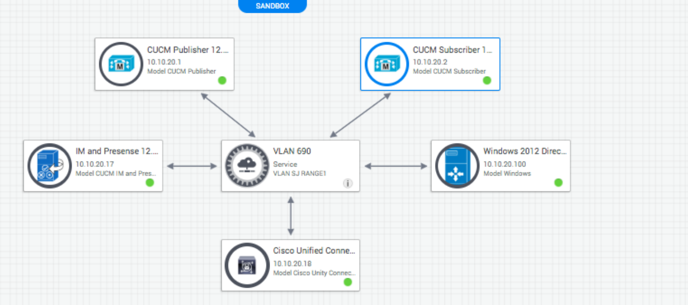 SANDBOX
CUCM Publisher 12....
10.10.20.1
Model CUCM Publisher
CUCM Subscriber 1...
10.10.20.2
Model CUCM Subscriber
IM and Presense 12....
10.10.20.17
Model CUCM IM and Pres...
VLAN 690
Service
VLAN SJ RANGE1
Windows 2012 Direc...
10.10.20.100
Model Windows
Cisco Unified Conne...
10.10.20.18
Model Cisco Unity Connec...